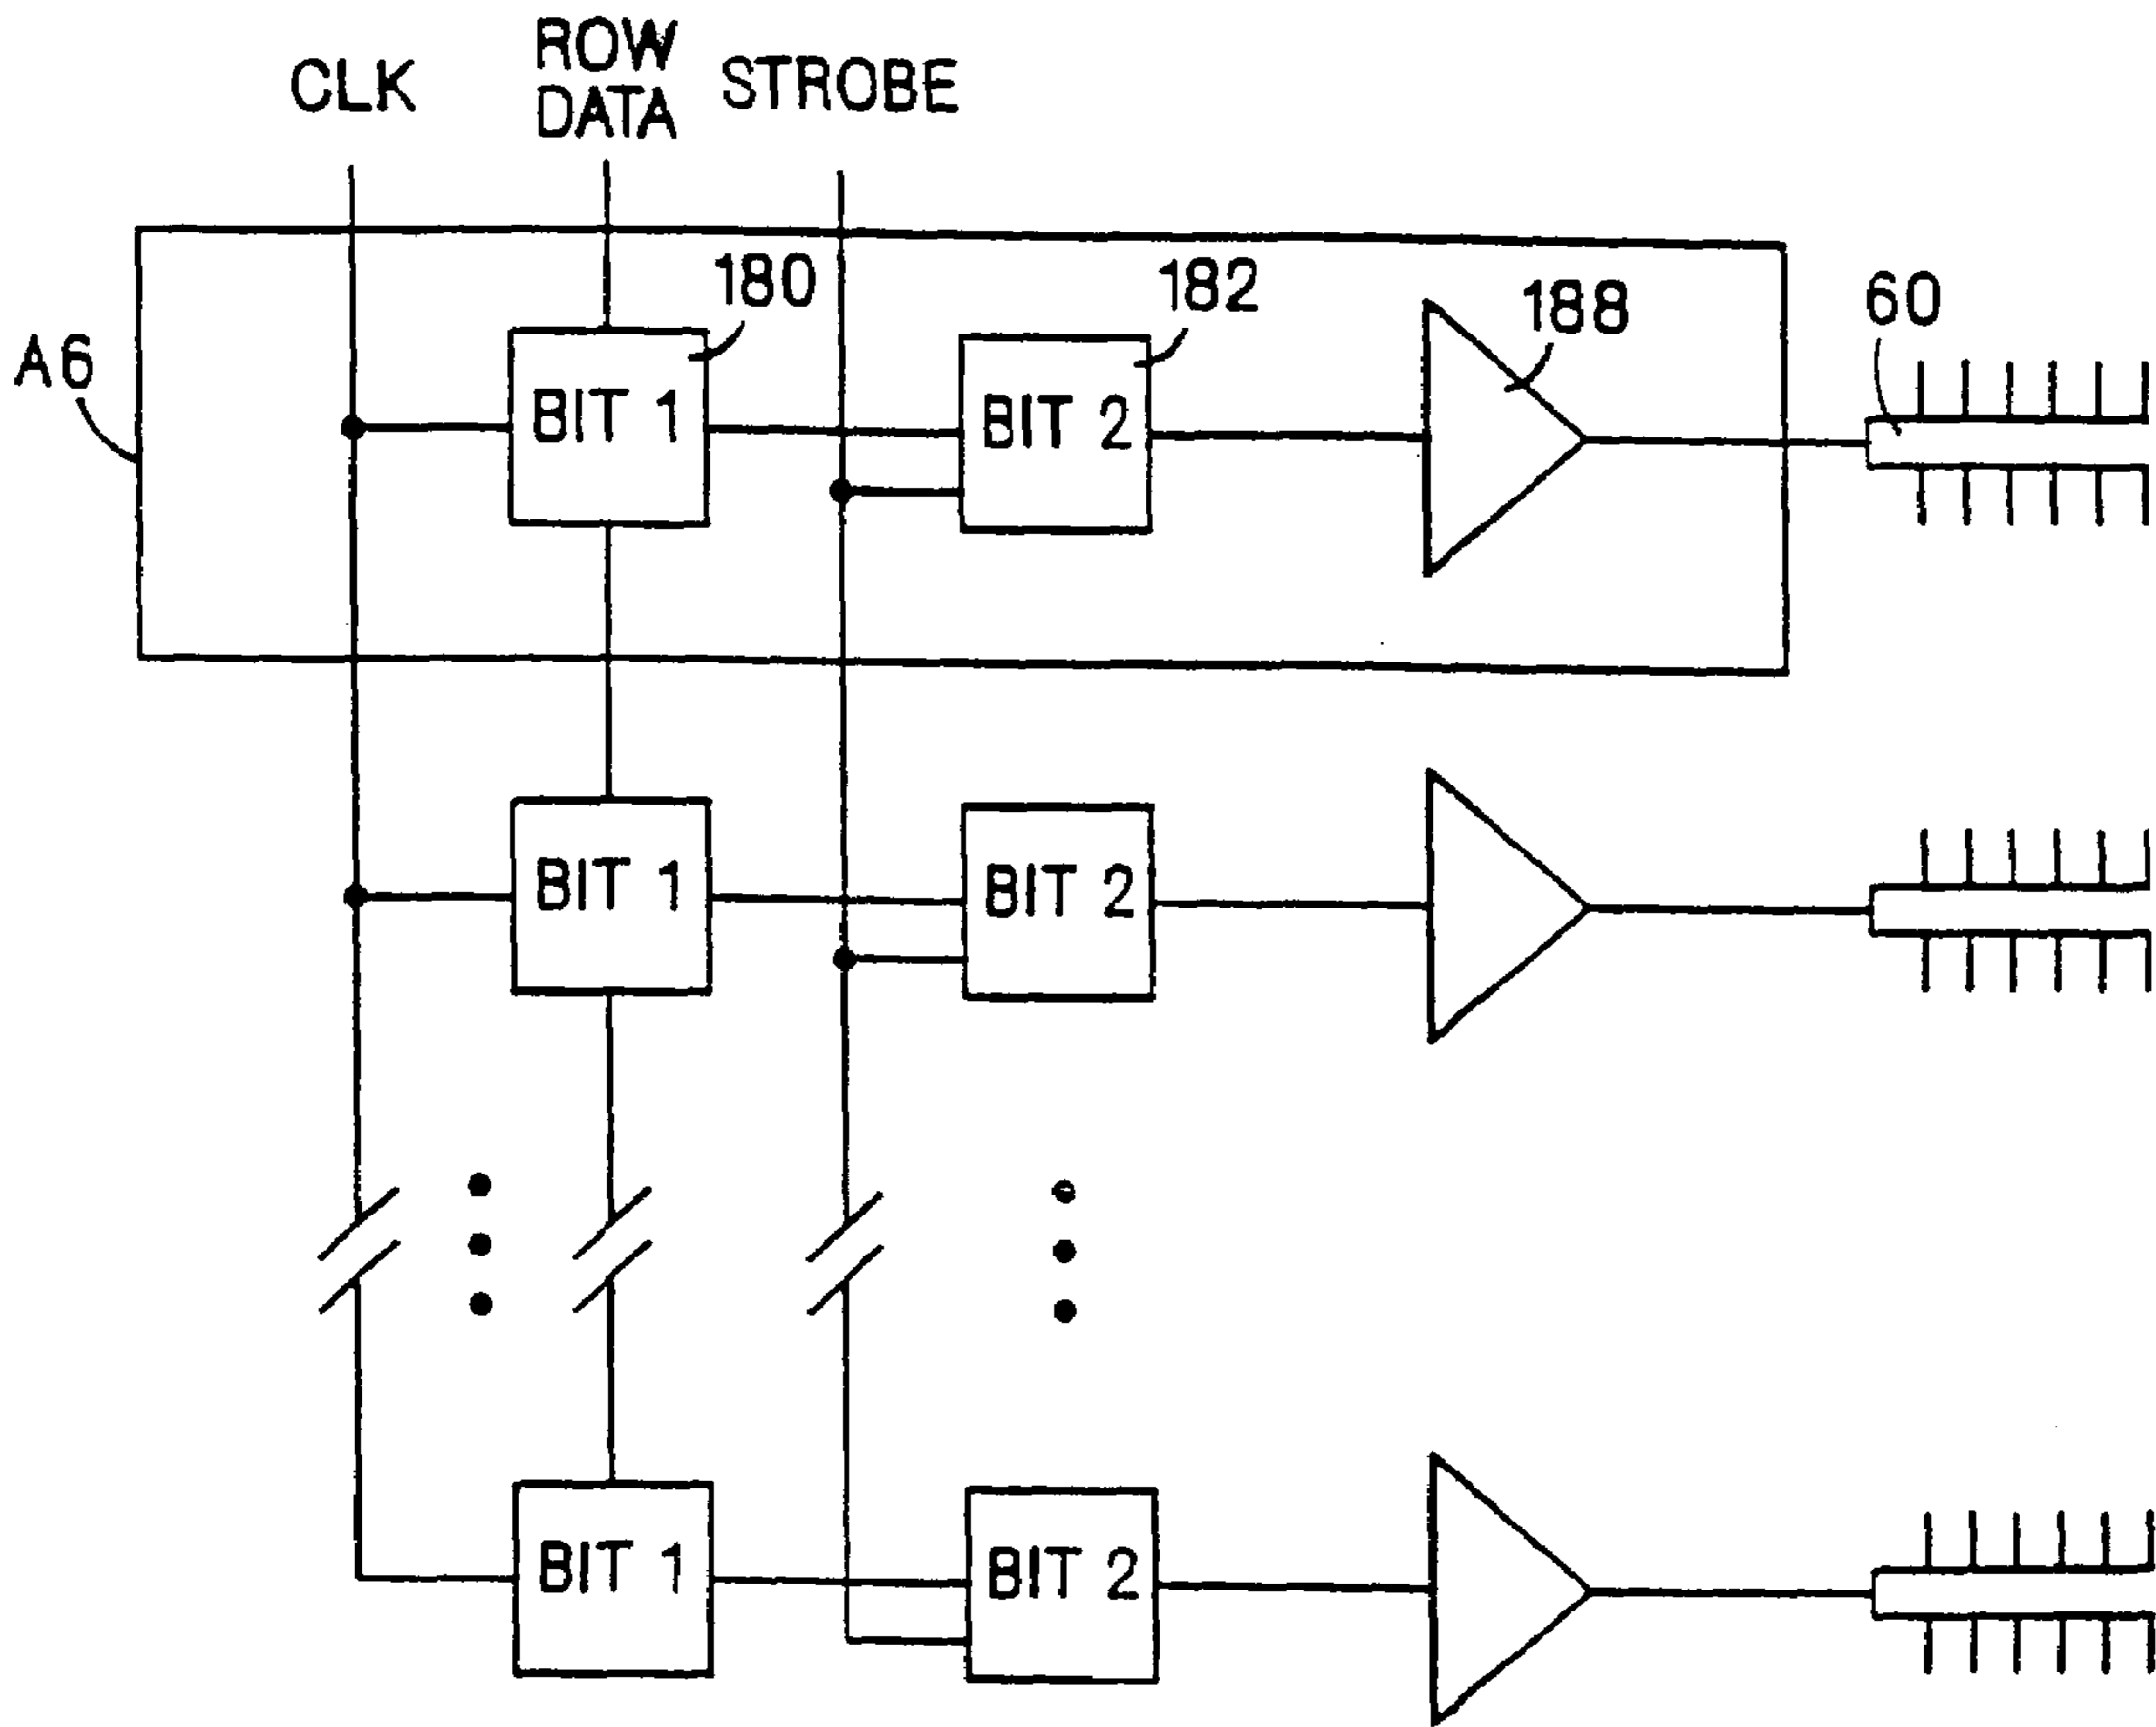 CLK
ROW
DATA
STROBE
180
182
188
60
A6
BIT 1
BIT 2
BIT 1
BIT 2
BIT 1
BIT 2